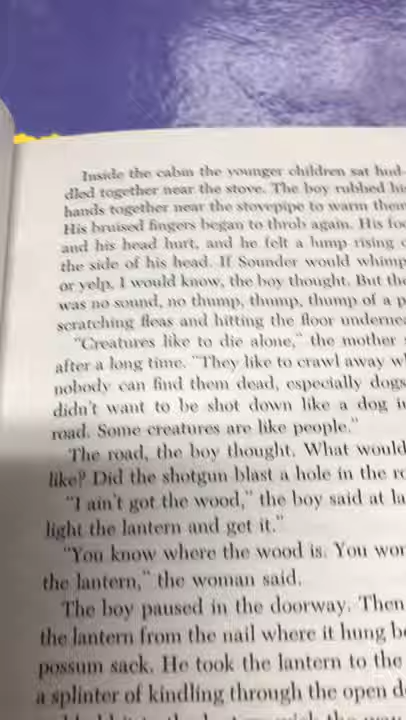 Inside the cabin the younger children sat hud-
dled together near the stove. The boy rubbed
hands together near the stovepipe to warm
His bruised fingers began to throb again. His
and his head hurt, and he felt a lump rising
the side of his head. If Sounder would
or yelp, I would know, the boy thought. But
was no sound, no thump, thump, thump of a
scratching fleas and hitting the floor
"Creatures like to die alone," the mother
after a long time. "They like to crawl away
nobody can find them dead, especially dogs
didn't want to be shot down like a dog
road. Some creatures are like people."
The road, the boy thought. What would
like? Did the shotgun blast a hole in the
"I ain't got the wood," the boy said at
light the lantern and get it."
"You know where the wood is. You
the lantern," the woman said.
The boy paused in the doorway. Then
the lantern from the nail where it hung
possum sack. He took the lantern to the
a splinter of kindling through the open